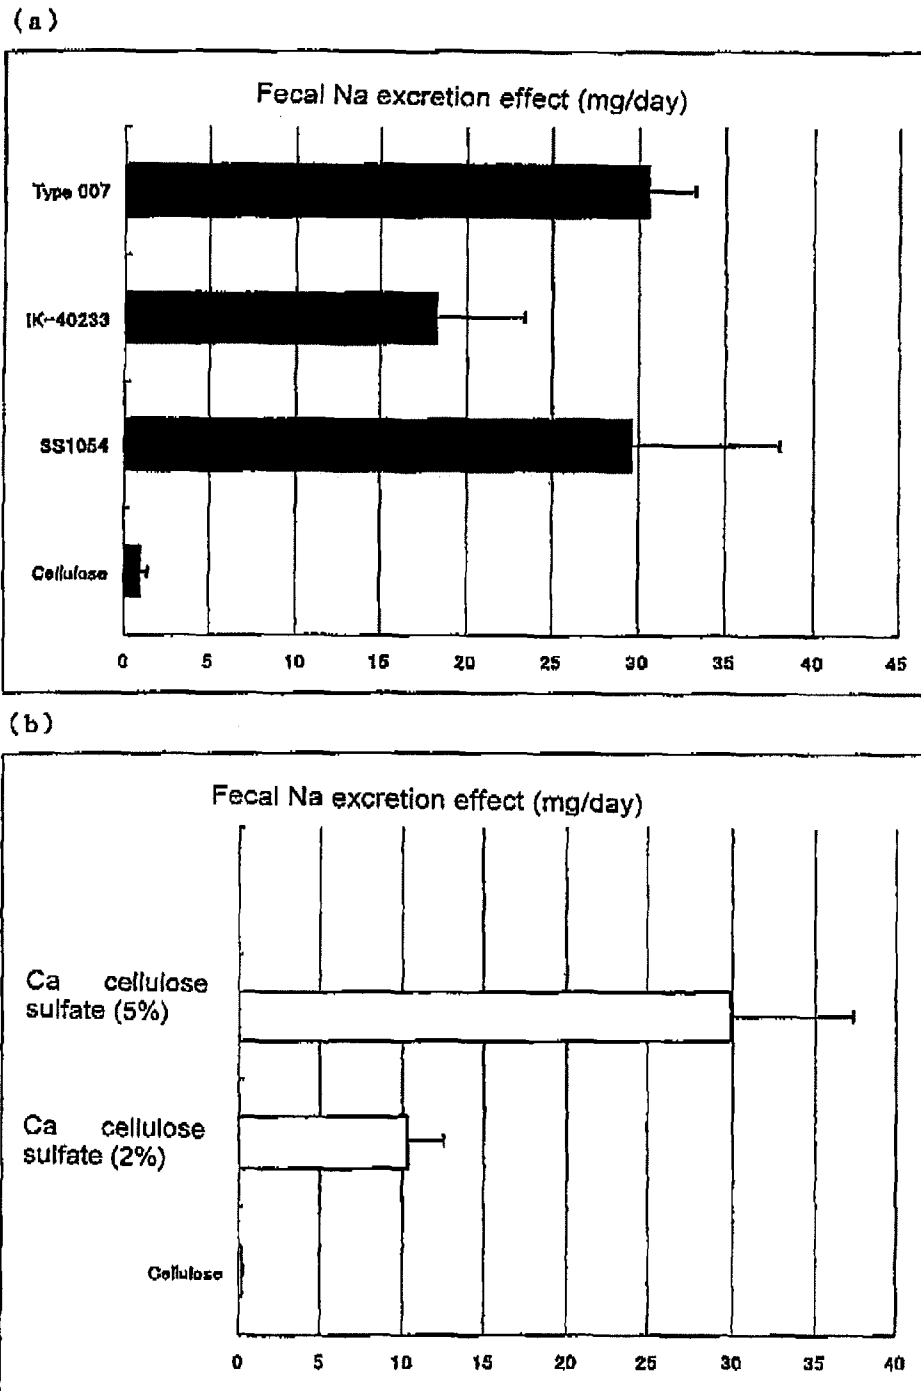 (a)
Fecal Na excretion effect (mg/day)
Type 007
IK-40233
SS1054
Cellulose
0 5 10 15 20 25 30 35 40 45
(b)
Fecal Na excretion effect (mg/day)
Ca cellulose
sulfate (5%)
Ca cellulose
sulfate (2%)
Cellulose
0 5 10 15 20 25 30 35 40